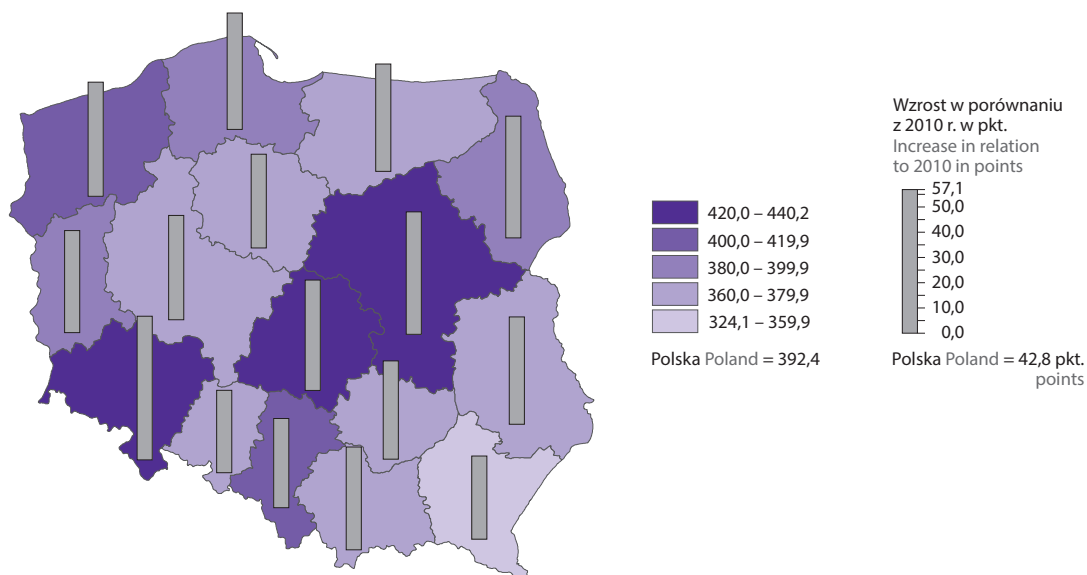 420,0 – 440,2
400,0 – 419,9
380,0 – 399,9
360,0 – 379,9
324,1 – 359,9
Polska Poland = 392,4
Wzrost w porównaniu
z 2010 r. w pkt.
Increase in relation
to 2010 in points
57,1
50,0
40,0
30,0
20,0
10,0
0,0
Polska Poland = 42,8 pkt.
points